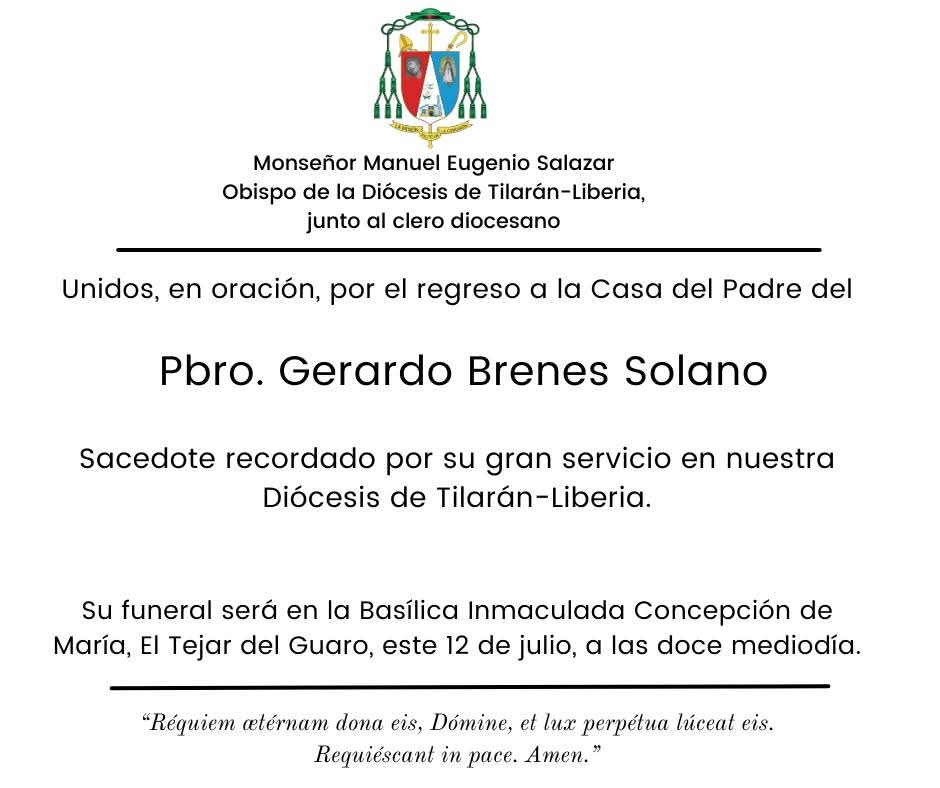 Monseñor Manuel Eugenio Salazar
Obispo de la Diócesis de Tilarán-Liberia,
junto al clero diocesano
Unidos, en oración, por el regreso a la Casa del Padre del
Pbro. Gerardo Brenes Solano
Sacedote recordado por su gran servicio en nuestra
Diócesis de Tilarán-Liberia.
Su funeral será en la Basílica Inmaculada Concepción de
María, El Tejar del Guaro, este 12 de julio, a las doce mediodía.
“Réquiem ætérnam dona eis, Dómine, et lux perpétua lúceat eis.
Requiéscant in pace. Amen.”